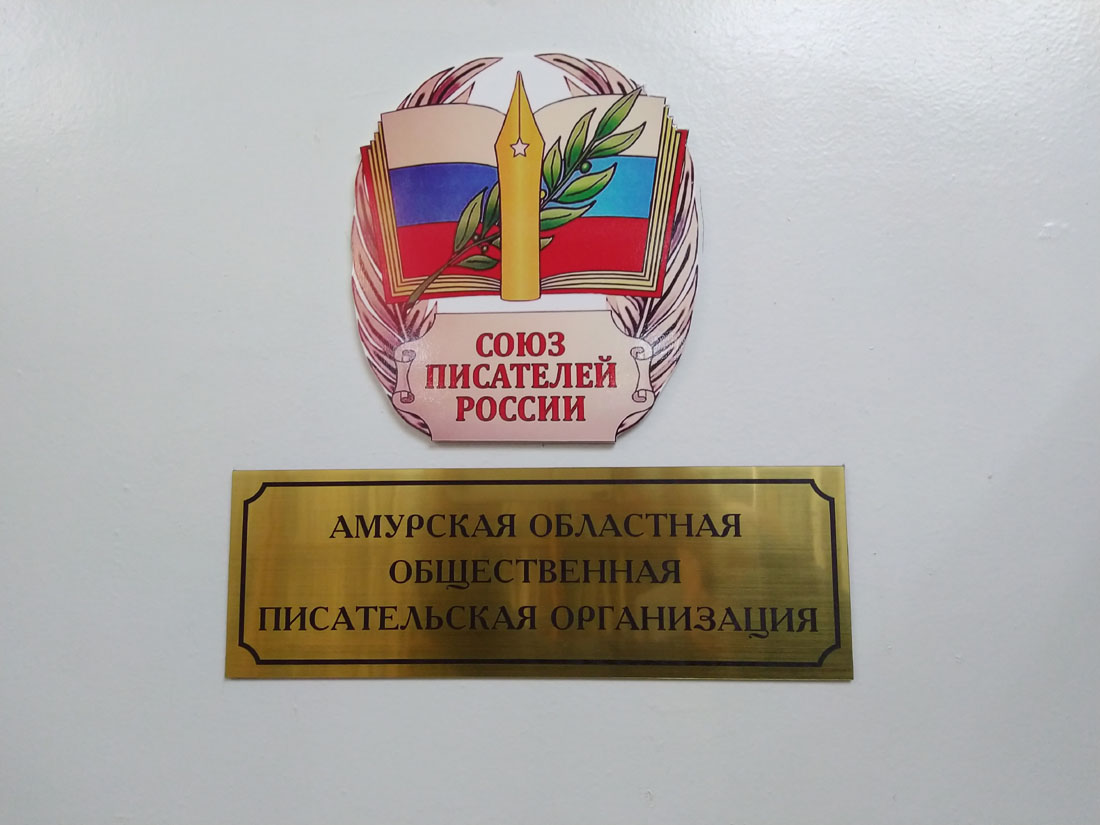 СОЮЗ
ПИСАТЕЛЕЙ
РОССИИ
АМУРСКАЯ ОБЛАСТНАЯ
ОБЩЕСТВЕННАЯ
ПИСАТЕЛЬСКАЯ ОРГАНИЗАЦИЯ